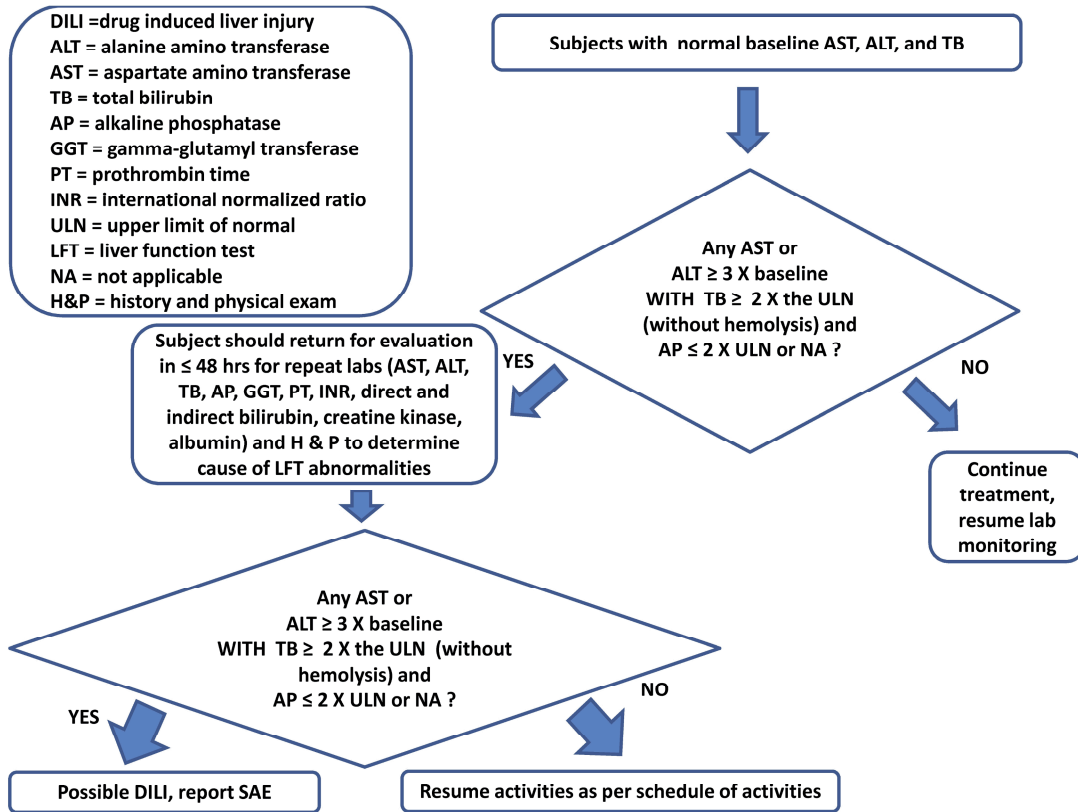 DILI =drug induced liver injury
ALT = alanine amino transferase
AST = aspartate amino transferase
TB = total bilirubin
AP = alkaline phosphatase
GGT = gamma-glutamyl transferase
PT = prothrombin time
INR = international normalized ratio
ULN = upper limit of normal
LFT = liver function test
NA = not applicable
H&P = history and physical exam
Subjects with normal baseline AST, ALT, and TB
Any AST or
ALT ≥ 3 X baseline
WITH TB ≥ 2 X the ULN
(without hemolysis) and
AP ≤ 2 X ULN or NA ?
YES
NO
Subject should return for evaluation
in ≤ 48 hrs for repeat labs (AST, ALT,
TB, AP, GGT, PT, INR, direct and
indirect bilirubin, creatine kinase,
albumin) and H & P to determine
cause of LFT abnormalities
Continue
treatment,
resume lab
monitoring
Any AST or
ALT ≥ 3 X baseline
WITH TB ≥ 2 X the ULN (without
hemolysis) and
AP ≤ 2 X ULN or NA ?
YES
NO
Possible DILI, report SAE
Resume activities as per schedule of activities